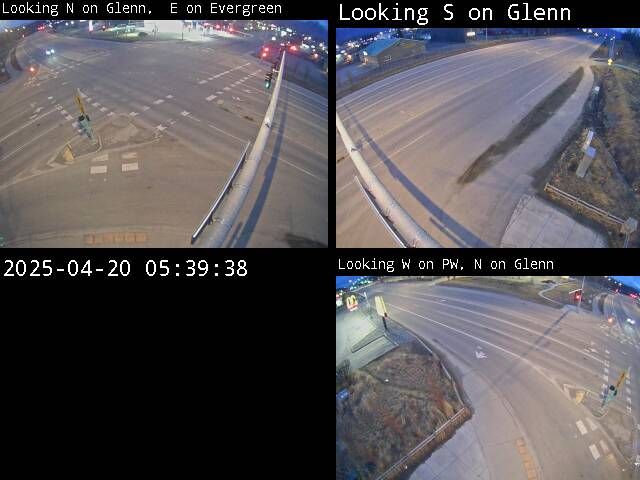 Looking N on Glenn,  E on Evergreen
Looking S on Glenn
2025-04-20 05:39:38
Looking W on PW, N on Glenn